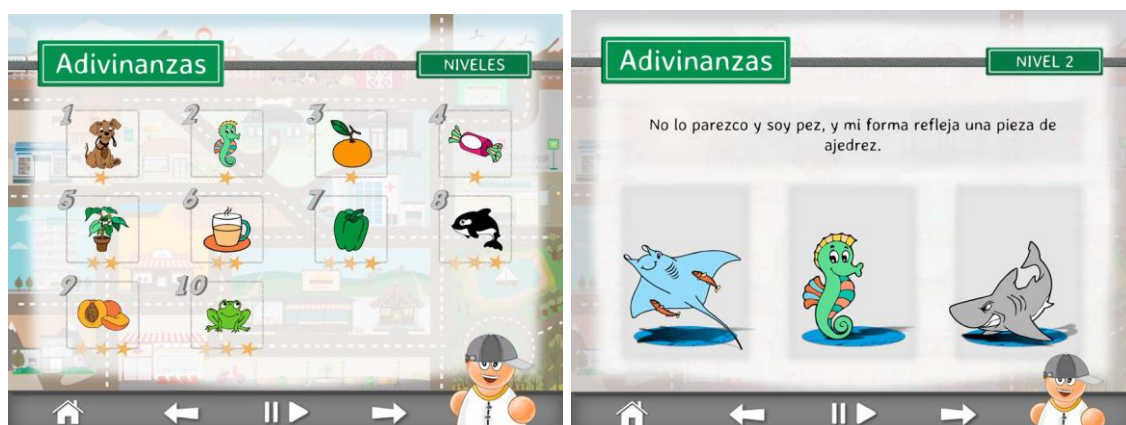 Adivinanzas
NIVELES
1
2
3
4
5
6
7
8
9
10
Adivinanzas
NIVEL 2
No lo parezco y soy pez, y mi forma refleja una pieza de
ajedrez.